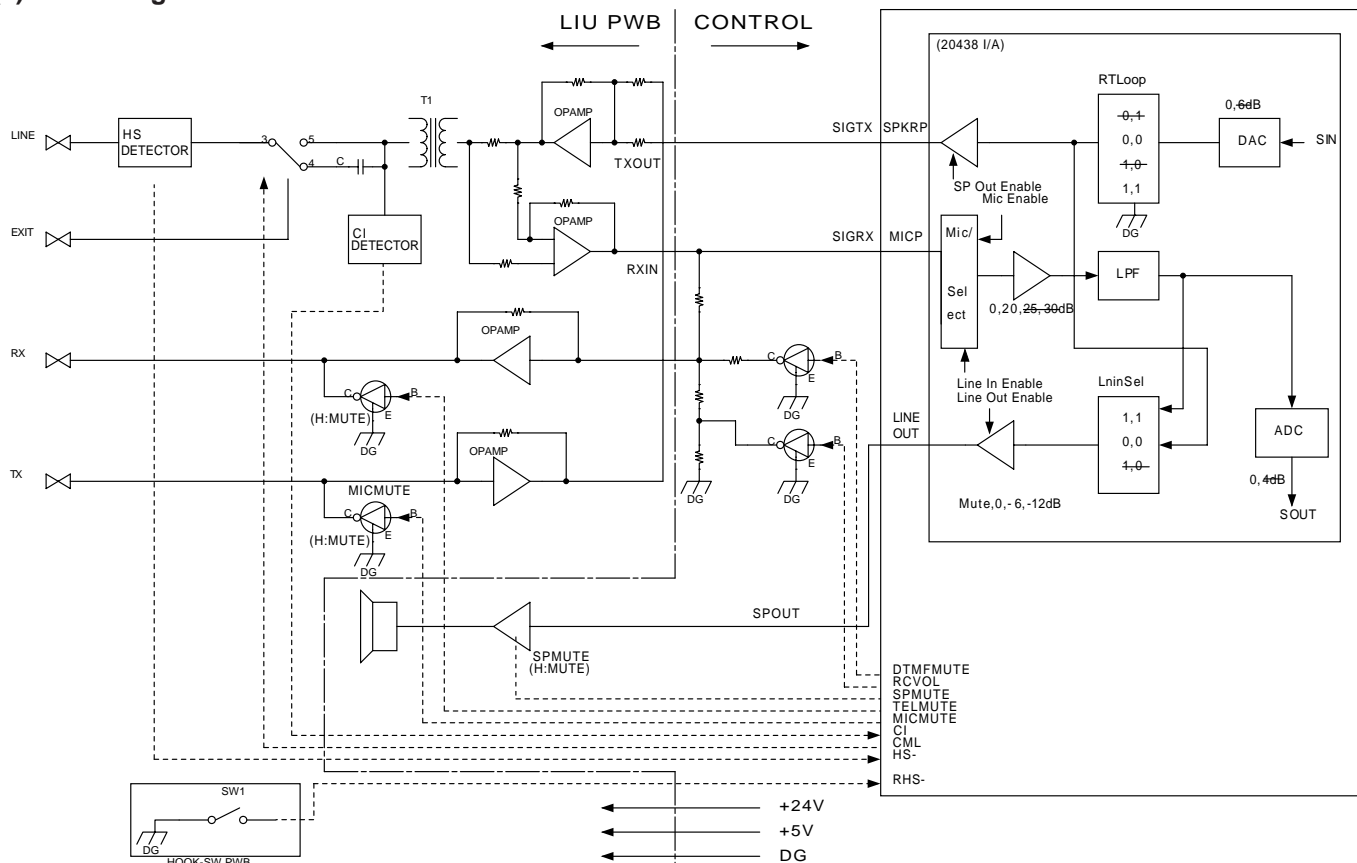 LIU PWB
CONTROL
(20438 I/A)
RTLoop
0,1
0,0
1,0
1,1
DG
0,6dB
DAC
SIN
T1
OPAMP
LINE
HS
DETECTOR
3
5
4
C
TXOUT
SIGTX
SPKRP
SP Out Enable
Mic Enable
EXIT
CI
DETECTOR
OPAMP
RXIN
SIGRX
MICP
Mic/
Sel
ect
0,20,25,30dB
LPF
RX
OPAMP
C
B
E
DG
C
B
E
(H:MUTE)
DG
Line In Enable
Line Out Enable
LninSel
1,1
0,0
1,0
LINE
OUT
ADC
0,4dB
SOUT
Mute,0,-6,-12dB
OPAMP
C
B
E
DG
DG
TX
MICMUTE
C
B
E
(H:MUTE)
DG
SPOUT
SPMUTE
(H:MUTE)
DTMFMUTE
RCVOL
SPMUTE
TELMUTE
MICMUTE
CI
CML
HS-
RHS-
SW1
DG
HOOK-SW PWB
+24V
+5V
DG